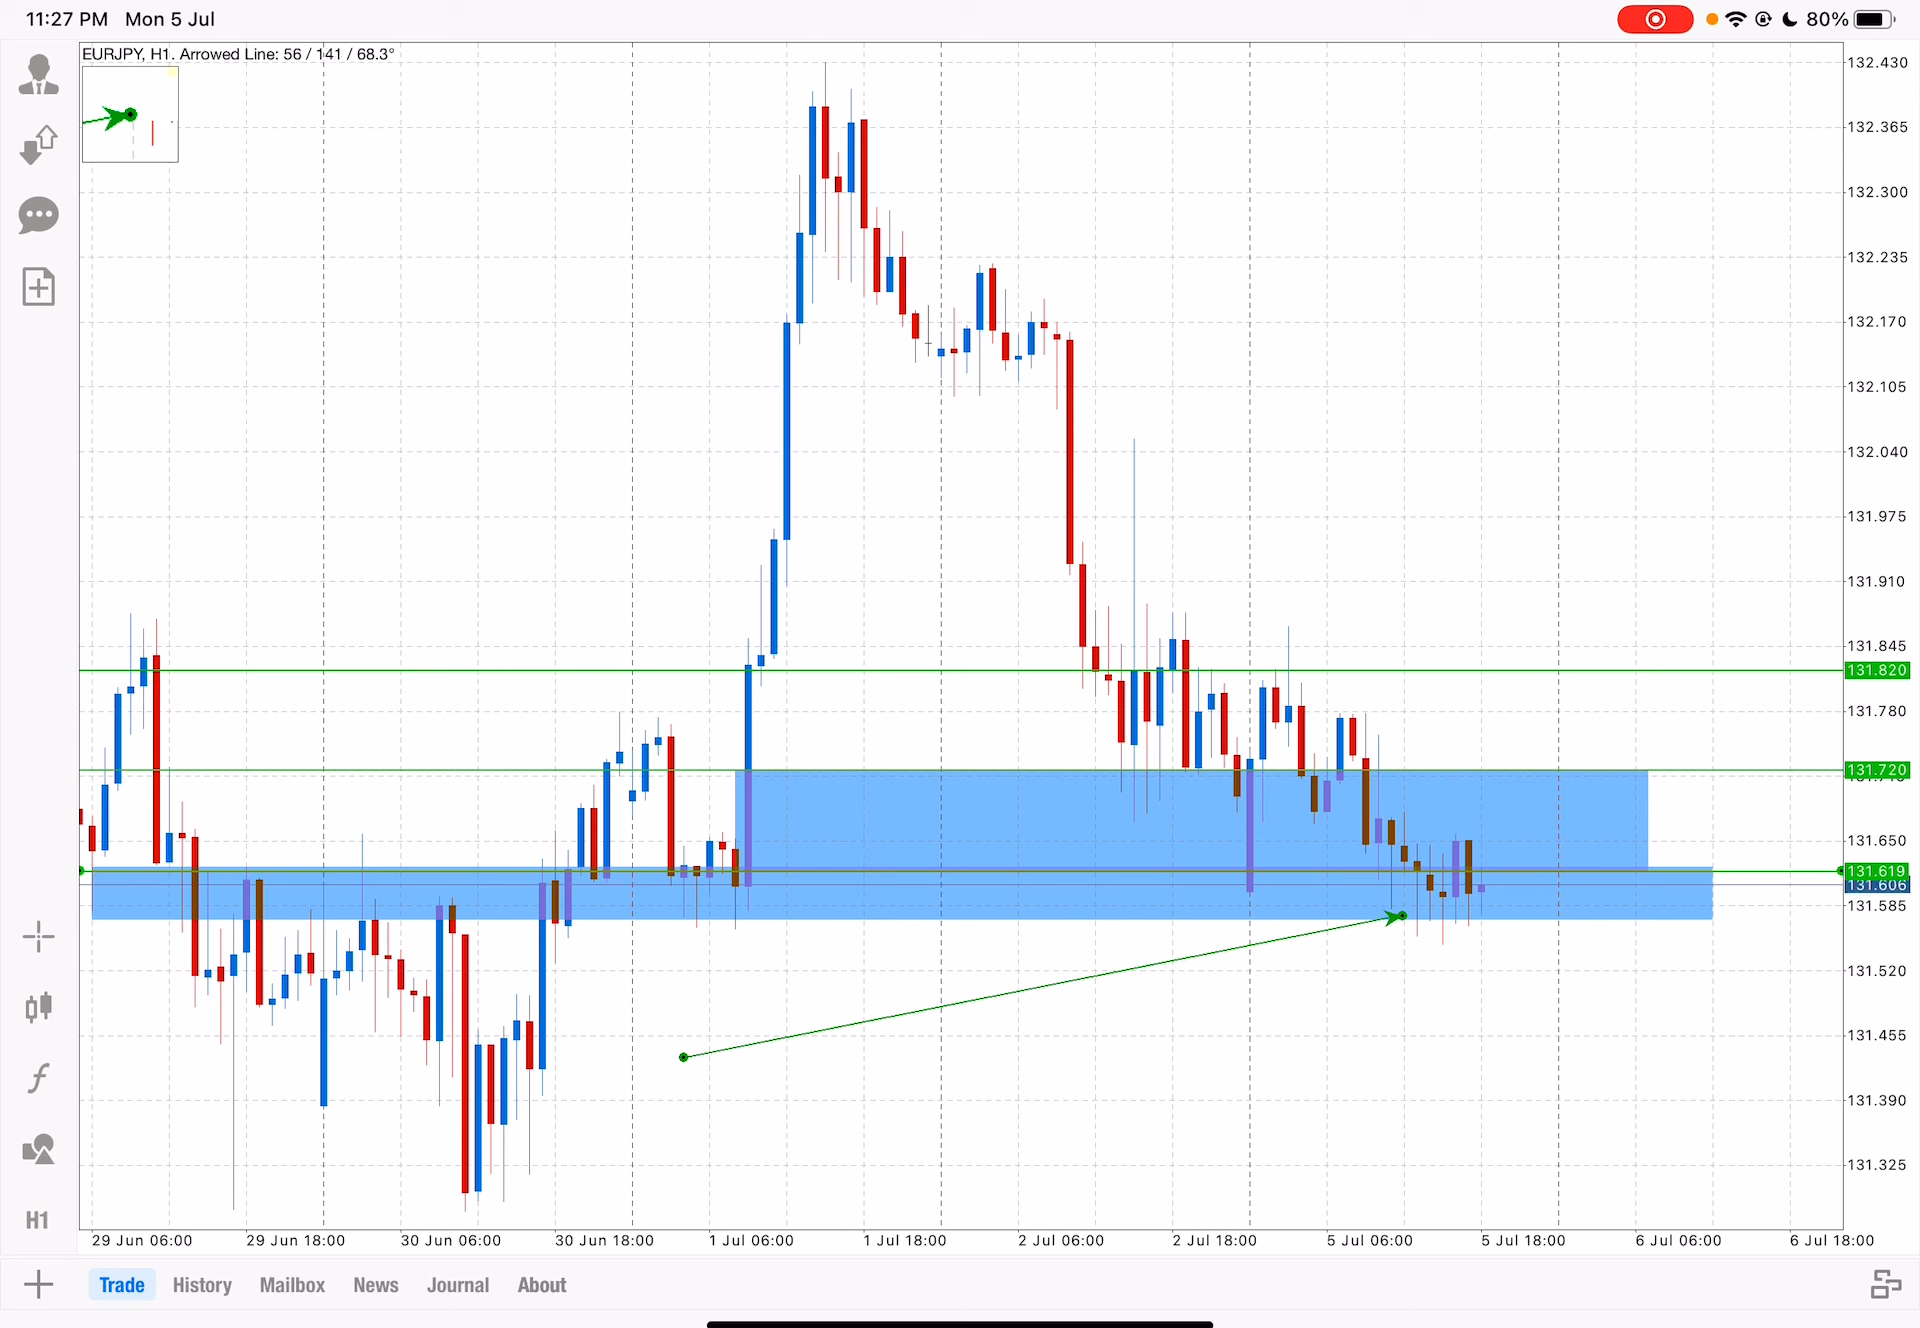 11:27 PM Mon 5 Jul
80%
EURJPY, H1. Arrowed Line: 56 / 141 / 68.3°
132.430
132.365
132.300
132.235
132.170
132.105
132.040
131.975
131.910
131.845
131.820
131.780
131.720
131.650
131.619
131.606
131.585
131.520
131.455
131.390
131.325
H1
29 Jun 06:00
29 Jun 18:00
30 Jun 06:00
30 Jun 18:00
1 Jul 06:00
1 Jul 18:00
2 Jul 06:00
2 Jul 18:00
5 Jul 06:00
5 Jul 18:00
6 Jul 06:00
6 Jul 18:00
Trade History Mailbox News Journal About